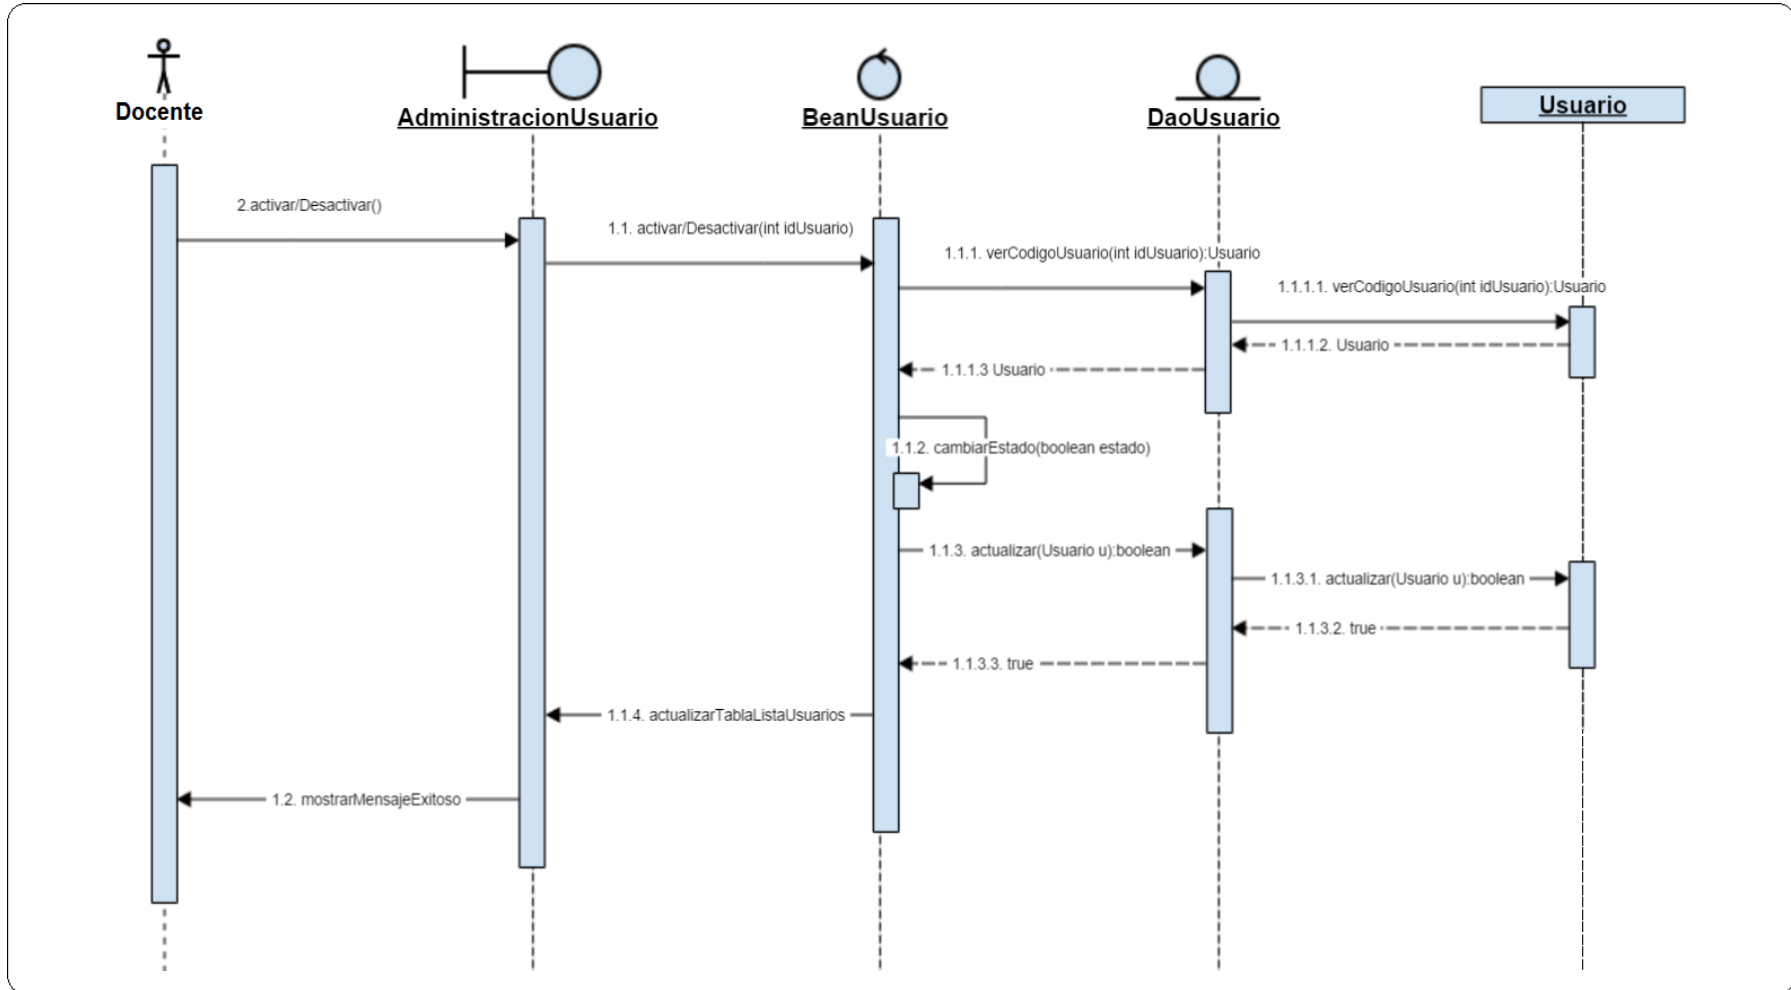 Docente
AdministracionUsuario
BeanUsuario
DaoUsuario
Usuario
2.activar/Desactivar()
1.1. activar/Desactivar(int idUsuario)
1.1.1. verCodigoUsuario(int idUsuario):Usuario
1.1.1.1. verCodigoUsuario(int idUsuario):Usuario
1.1.1.2. Usuario
1.1.1.3 Usuario
1.1.2. cambiarEstado(boolean estado)
1.1.3. actualizar(Usuario u):boolean
1.1.3.1. actualizar(Usuario u):boolean
1.1.3.2. true
1.1.3.3. true
1.1.4. actualizarTablaListaUsuarios
1.2. mostrarMensajeExitoso